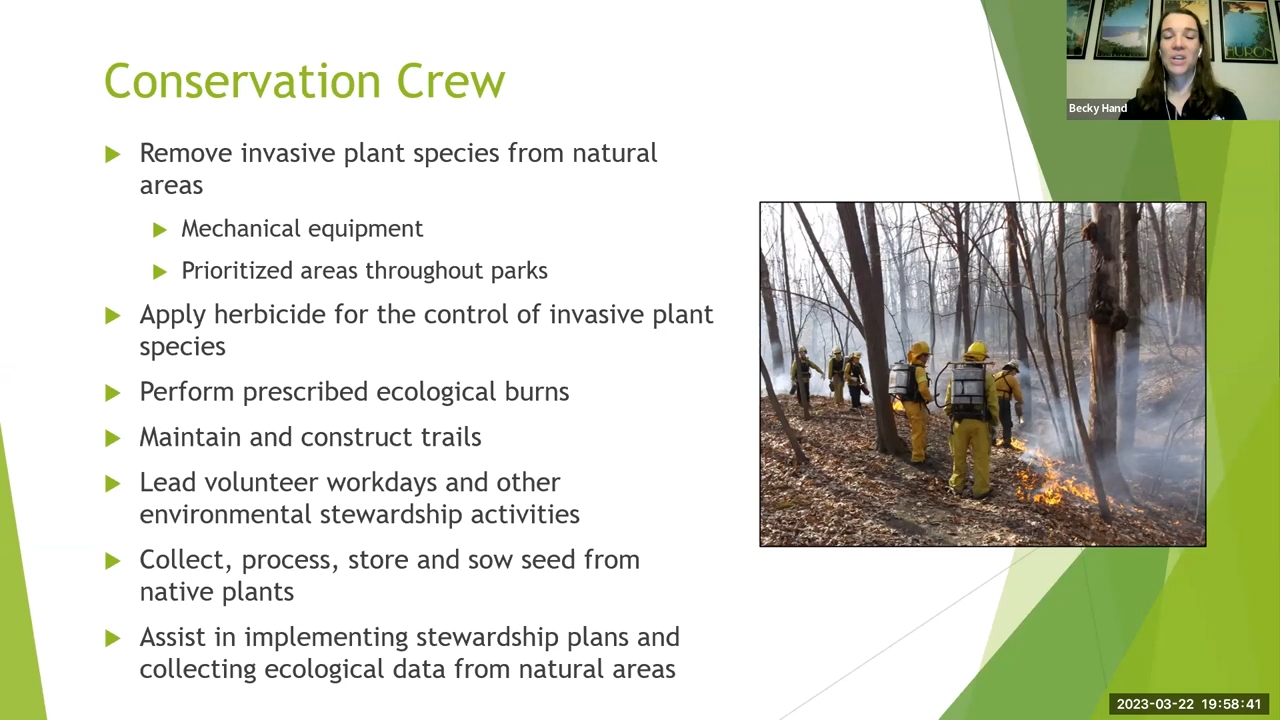 Conservation Crew
Remove invasive plant species from natural
areas
Mechanical equipment
Prioritized areas throughout parks
Apply herbicide for the control of invasive plant
species
Perform prescribed ecological burns
Maintain and construct trails
Lead volunteer workdays and other
environmental stewardship activities
Collect, process, store and sow seed from
native plants
Assist in implementing stewardship plans and
collecting ecological data from natural areas
HURON
Becky Hand
2023-03-22 19:58:41